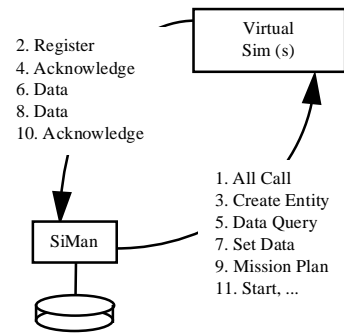 Virtual
Sim (s)
2. Register
4. Acknowledge
6. Data
8. Data
10. Acknowledge
1. All Call
3. Create Entity
5. Data Query
7. Set Data
9. Mission Plan
11. Start, ...
SiMan